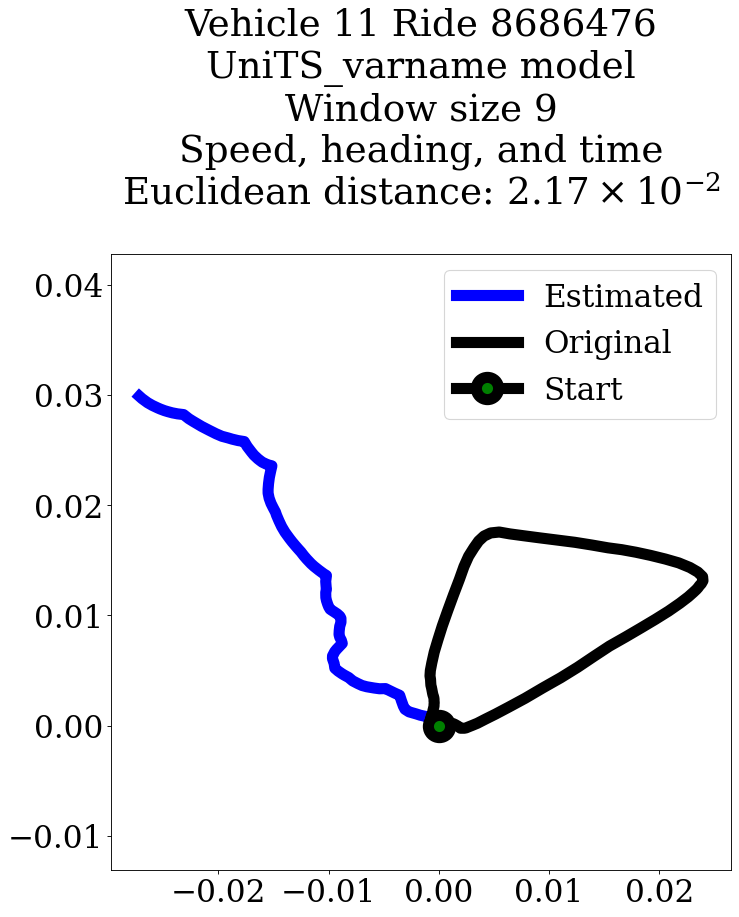 Vehicle 11 Ride 8686476
UniTS_varname model
Window size 9
Speed, heading, and time
Euclidean distance: 2.17 × 10⁻²
Estimated
Original
Start
0.04
0.03
0.02
0.01
0.00
−0.01
−0.02 −0.01 0.00 0.01 0.02